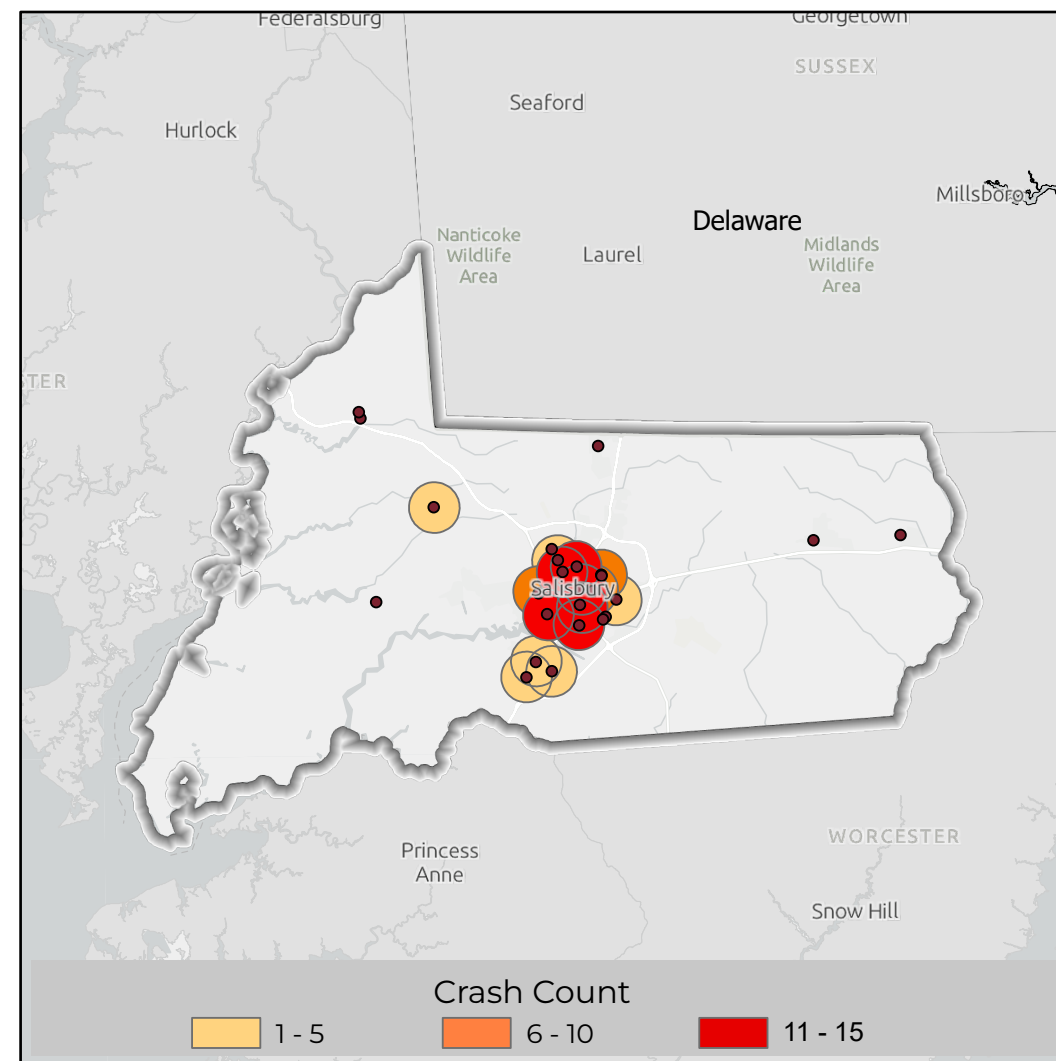 Federalsburg
Georgetown
SUSSEX
Seaford
Hurlock
Millsboro
Delaware
Nanticoke
Wildlife
Area
Laurel
Midlands
Wildlife
Area
TER
Salisbury
WORCESTER
Princess
Anne
Snow Hill
Crash Count
1 - 5
6 - 10
11 - 15